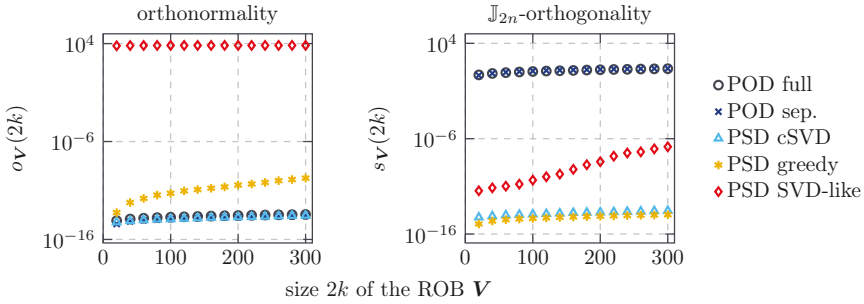 orthonormality
o_V(2k)
10^4
10^-6
10^-16
0 100 200 300
𝕁_2n-orthogonality
s_V(2k)
10^4
10^-6
10^-16
0 100 200 300
size 2k of the ROB V
POD full
POD sep.
PSD cSVD
PSD greedy
PSD SVD-like